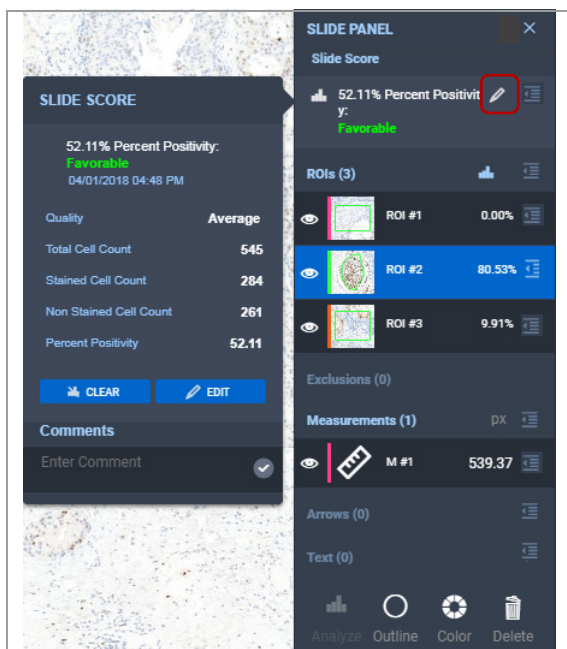 SLIDE SCORE
52.11% Percent Positivity:
Favorable
04/01/2018 04:48 PM
Quality Average
Total Cell Count 545
Stained Cell Count 284
Non Stained Cell Count 261
Percent Positivity 52.11
CLEAR EDIT
Comments
Enter Comment
SLIDE PANEL
Slide Score
52.11% Percent Positivit
y:
Favorable
ROIs (3)
ROI #1 0.00%
ROI #2 80.53%
ROI #3 9.91%
Exclusions (0)
Measurements (1) px
M #1 539.37
Arrows (0)
Text (0)
Analyze Outline Color Delete